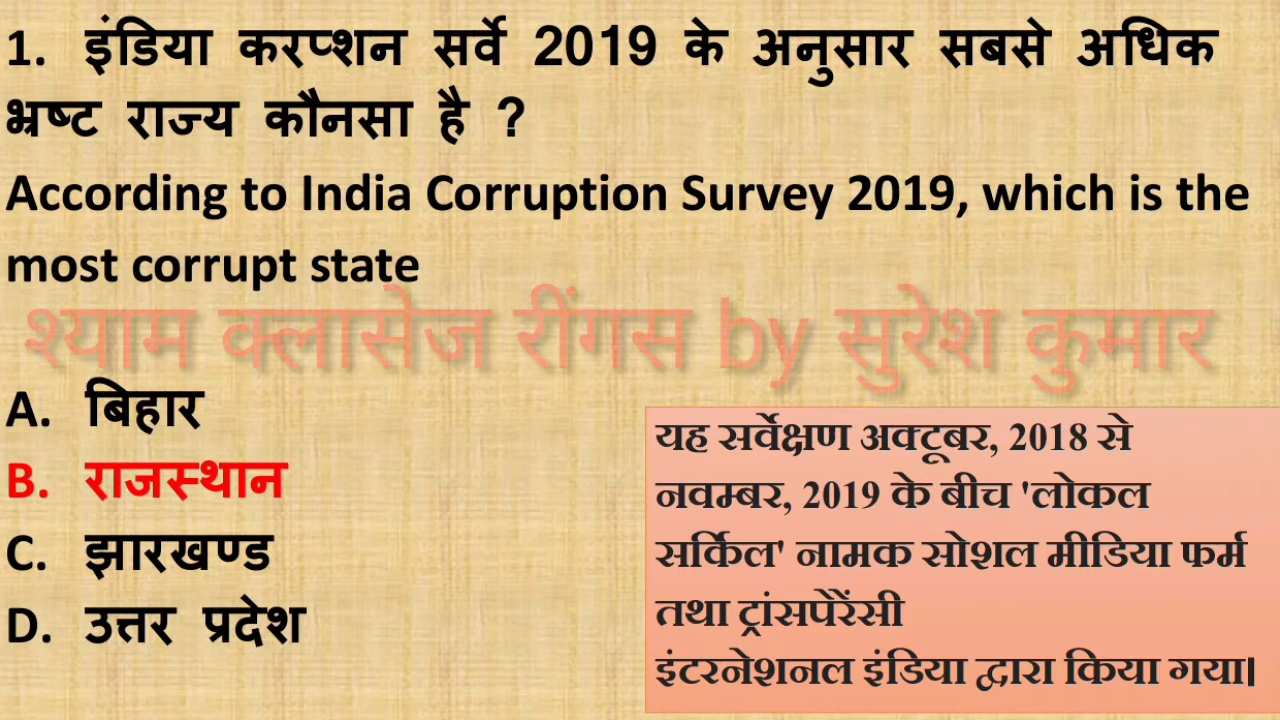 1. इंडिया करप्शन सर्वे 2019 के अनुसार सबसे अधिक
भ्रष्ट राज्य कौनसा है ?
According to India Corruption Survey 2019, which is the
most corrupt state
श्याम क्लासेज रींगस by सुरेश कुमार
A. बिहार
B. राजस्थान
C. झारखण्ड
D. उत्तर प्रदेश
यह सर्वेक्षण अक्टूबर, 2018 से
नवम्बर, 2019 के बीच 'लोकल
सर्किल' नामक सोशल मीडिया फर्म
तथा ट्रांसपेरेंसी
इंटरनेशनल इंडिया द्वारा किया गया।